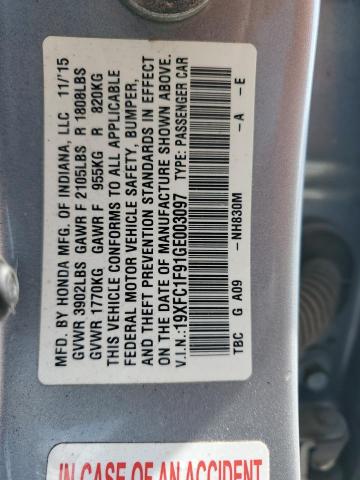 MFD. BY HONDA MFG. OF INDIANA, LLC 11/'15
GVWR 3902LBS GAWR F 2105LBS R 1808LBS
GVWR 1770KG GAWR F 955KG R 820KG
THIS VEHICLE CONFORMS TO ALL APPLICABLE
FEDERAL MOTOR VEHICLE SAFETY, BUMPER,
AND THEFT PREVENTION STANDARDS IN EFFECT
ON THE DATE OF MANUFACTURE SHOWN ABOVE.
V.I.N.:19XFC1F91GE003097 TYPE: PASSENGER CAR
TBC G A09 -NH830M -A -E
IN CASE OF AN ACCIDENT